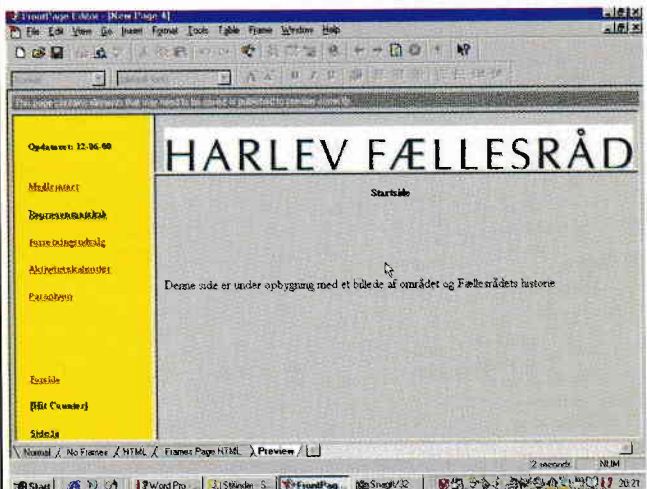 FrontPage Editor - [New Page 4]
File Edit View Go Insert Format Tools Table Frame Window Help
Opdateret: 12-06-00
HARLEV FÆLLESRÅD
Startside
Medlemmer
Repræsentantskab
Forretningsudvalg
Aktivitetskalender
Denne side er under opbygning med et billede af området og Fællesrådets historie
Forside
[Hit Counter]
Normal No Frames HTML Frames Page HTML Preview
2 seconds NUM
Start Word Pro FrontPag... SnagIt/32 20:21